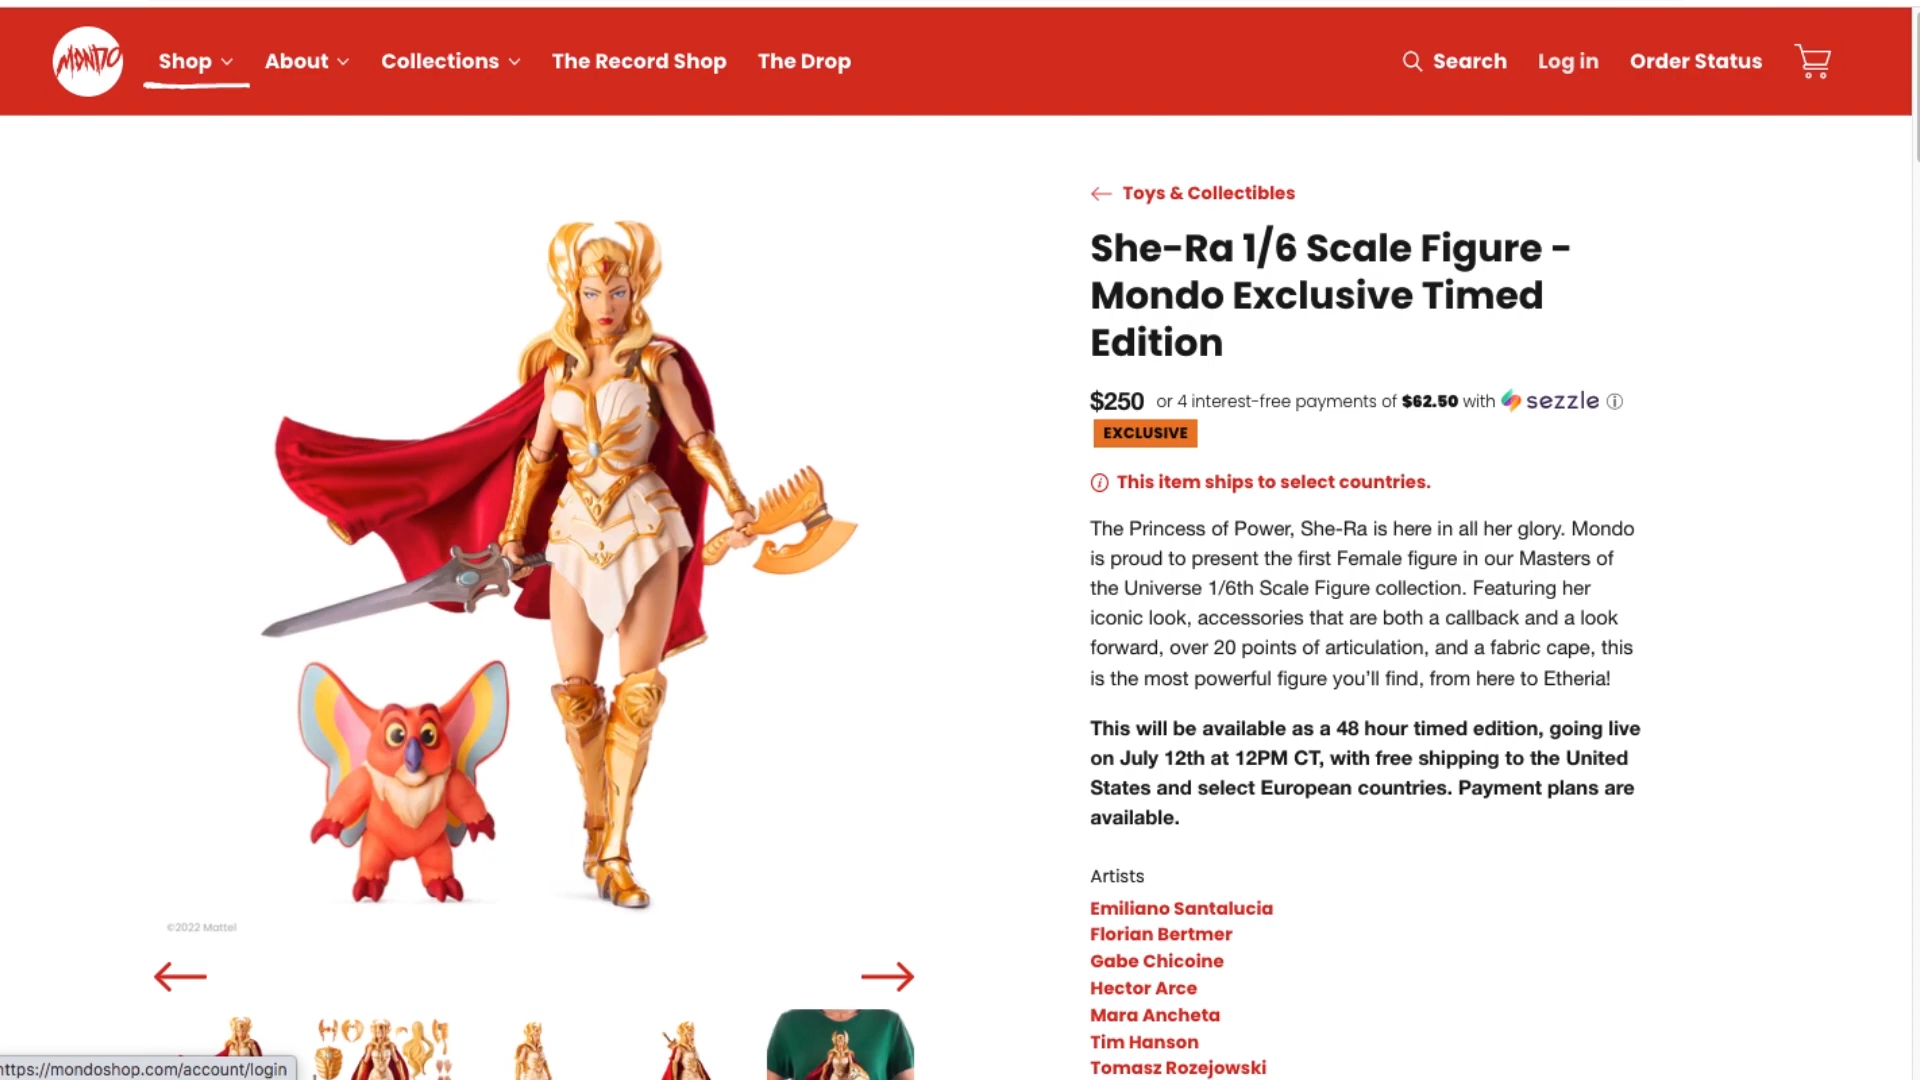 MONDO Shop About Collections The Record Shop The Drop Search Log in Order Status
Toys & Collectibles
She-Ra 1/6 Scale Figure -
Mondo Exclusive Timed
Edition
$250 or 4 interest-free payments of $62.50 with sezzle
EXCLUSIVE
This item ships to select countries.
The Princess of Power, She-Ra is here in all her glory. Mondo
is proud to present the first Female figure in our Masters of
the Universe 1/6th Scale Figure collection. Featuring her
iconic look, accessories that are both a callback and a look
forward, over 20 points of articulation, and a fabric cape, this
is the most powerful figure you'll find, from here to Etheria!
This will be available as a 48 hour timed edition, going live
on July 12th at 12PM CT, with free shipping to the United
States and select European countries. Payment plans are
available.
Artists
Emiliano Santalucia
Florian Bertmer
Gabe Chicoine
Hector Arce
Mara Ancheta
Tim Hanson
Tomasz Rozejowski
©2022 Mattel
https://mondoshop.com/account/login